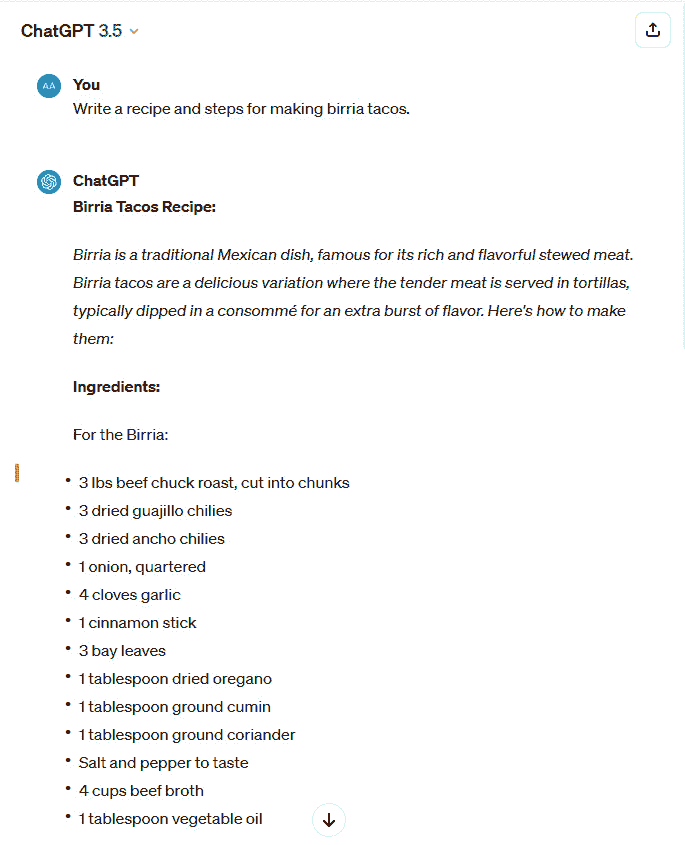 ChatGPT 3.5
AA
You
Write a recipe and steps for making birria tacos.
ChatGPT
Birria Tacos Recipe:
Birria is a traditional Mexican dish, famous for its rich and flavorful stewed meat.
Birria tacos are a delicious variation where the tender meat is served in tortillas,
typically dipped in a consommé for an extra burst of flavor. Here's how to make
them:
Ingredients:
For the Birria:
• 3 lbs beef chuck roast, cut into chunks
• 3 dried guajillo chilies
• 3 dried ancho chilies
• 1 onion, quartered
• 4 cloves garlic
• 1 cinnamon stick
• 3 bay leaves
• 1 tablespoon dried oregano
• 1 tablespoon ground cumin
• 1 tablespoon ground coriander
• Salt and pepper to taste
• 4 cups beef broth
• 1 tablespoon vegetable oil